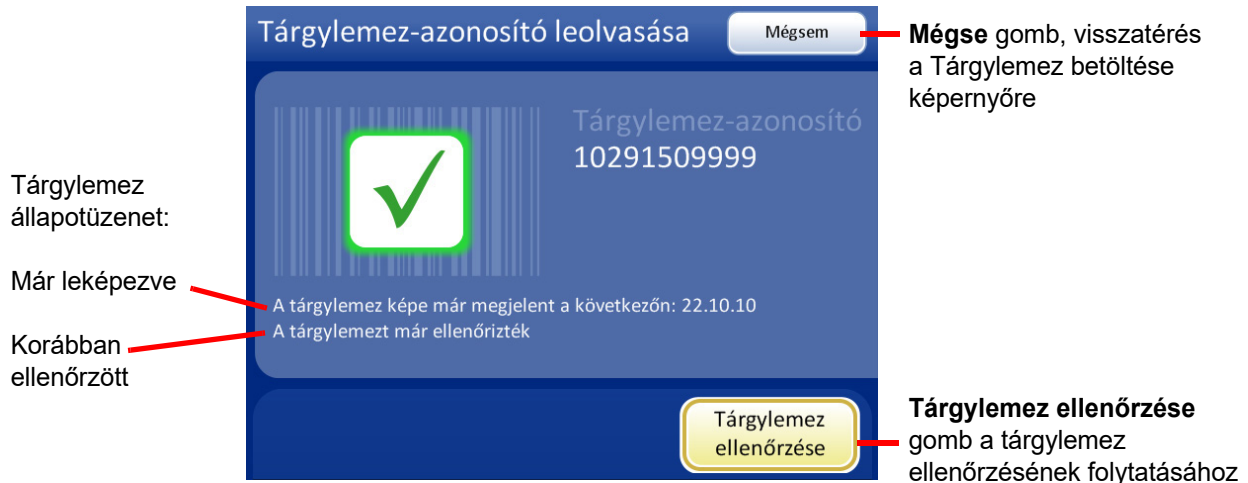 Tárgylemez-azonosító leolvasása
Mégsem
Mégse gomb, visszatérés
a Tárgylemez betöltése
képernyőre
Tárgylemez-azonosító
10291509999
Tárgylemez
állapotüzenet:
Már leképezve
A tárgylemez képe már megjelent a következőn: 22.10.10
A tárgylemezt már ellenőrizték
Korábban
ellenőrzött
Tárgylemez
ellenőrzése
Tárgylemez ellenőrzése
gomb a tárgylemez
ellenőrzésének folytatásához